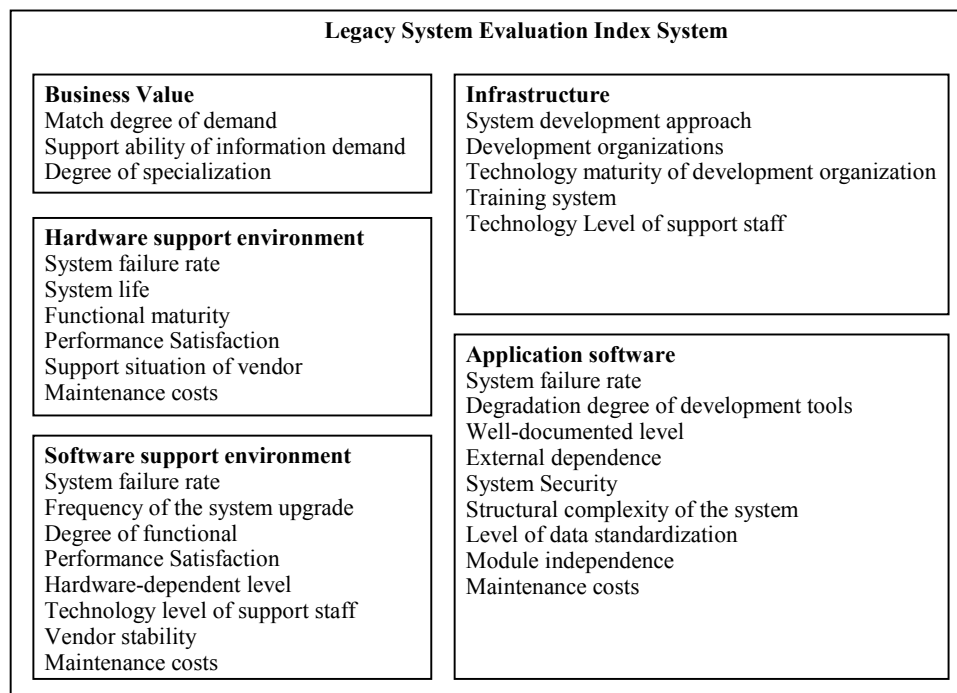 Legacy System Evaluation Index System
Business Value
Match degree of demand
Support ability of information demand
Degree of specialization
Hardware support environment
System failure rate
System life
Functional maturity
Performance Satisfaction
Support situation of vendor
Maintenance costs
Software support environment
System failure rate
Frequency of the system upgrade
Degree of functional
Performance Satisfaction
Hardware-dependent level
Technology level of support staff
Vendor stability
Maintenance costs
Infrastructure
System development approach
Development organizations
Technology maturity of development organization
Training system
Technology Level of support staff
Application software
System failure rate
Degradation degree of development tools
Well-documented level
External dependence
System Security
Structural complexity of the system
Level of data standardization
Module independence
Maintenance costs